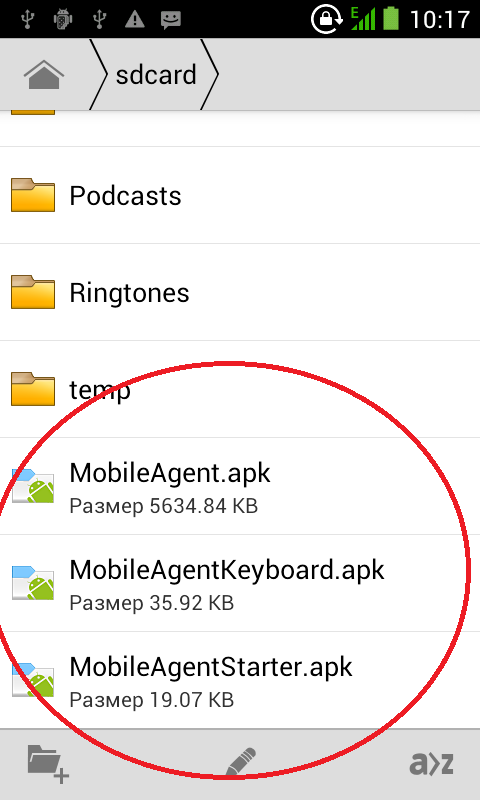 E 10:17
sdcard
Podcasts
Ringtones
temp
MobileAgent.apk
Размер 5634.84 KB
MobileAgentKeyboard.apk
Размер 35.92 KB
MobileAgentStarter.apk
Размер 19.07 KB
a>z